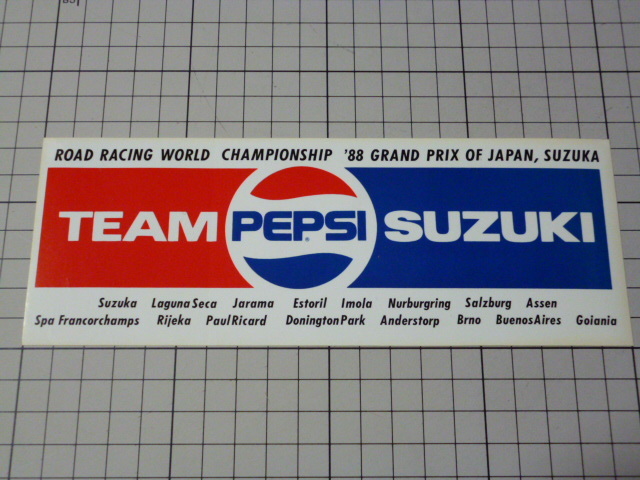 ROAD RACING WORLD CHAMPIONSHIP '88 GRAND PRIX OF JAPAN, SUZUKA
TEAM PEPSI® SUZUKI
Suzuka Laguna Seca Jarama Estoril Imola Nurburgring Salzburg Assen
Spa Francorchamps Rijeka Paul Ricard Donington Park Anderstorp Brno Buenos Aires Goiania